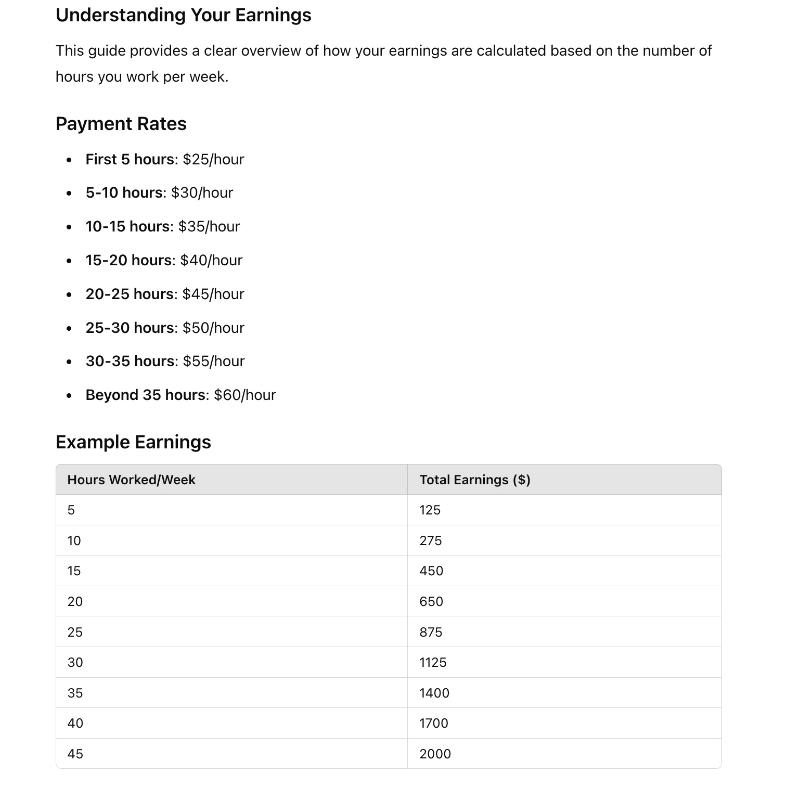 Understanding Your Earnings
This guide provides a clear overview of how your earnings are calculated based on the number of
hours you work per week.
Payment Rates
• First 5 hours: $25/hour
• 5-10 hours: $30/hour
• 10-15 hours: $35/hour
• 15-20 hours: $40/hour
• 20-25 hours: $45/hour
• 25-30 hours: $50/hour
• 30-35 hours: $55/hour
• Beyond 35 hours: $60/hour
Example Earnings
Hours Worked/Week Total Earnings ($)
5 125
10 275
15 450
20 650
25 875
30 1125
35 1400
40 1700
45 2000